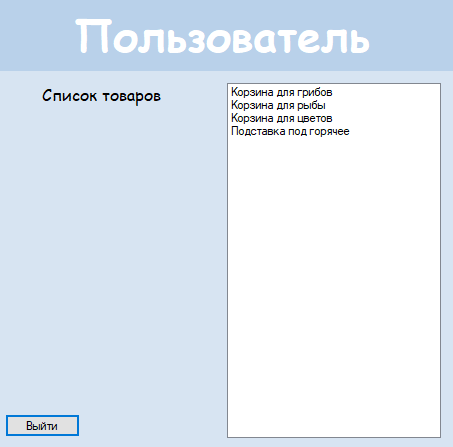 Пользователь
Список товаров
Корзина для грибов
Корзина для рыбы
Корзина для цветов
Подставка под горячее
Выйти